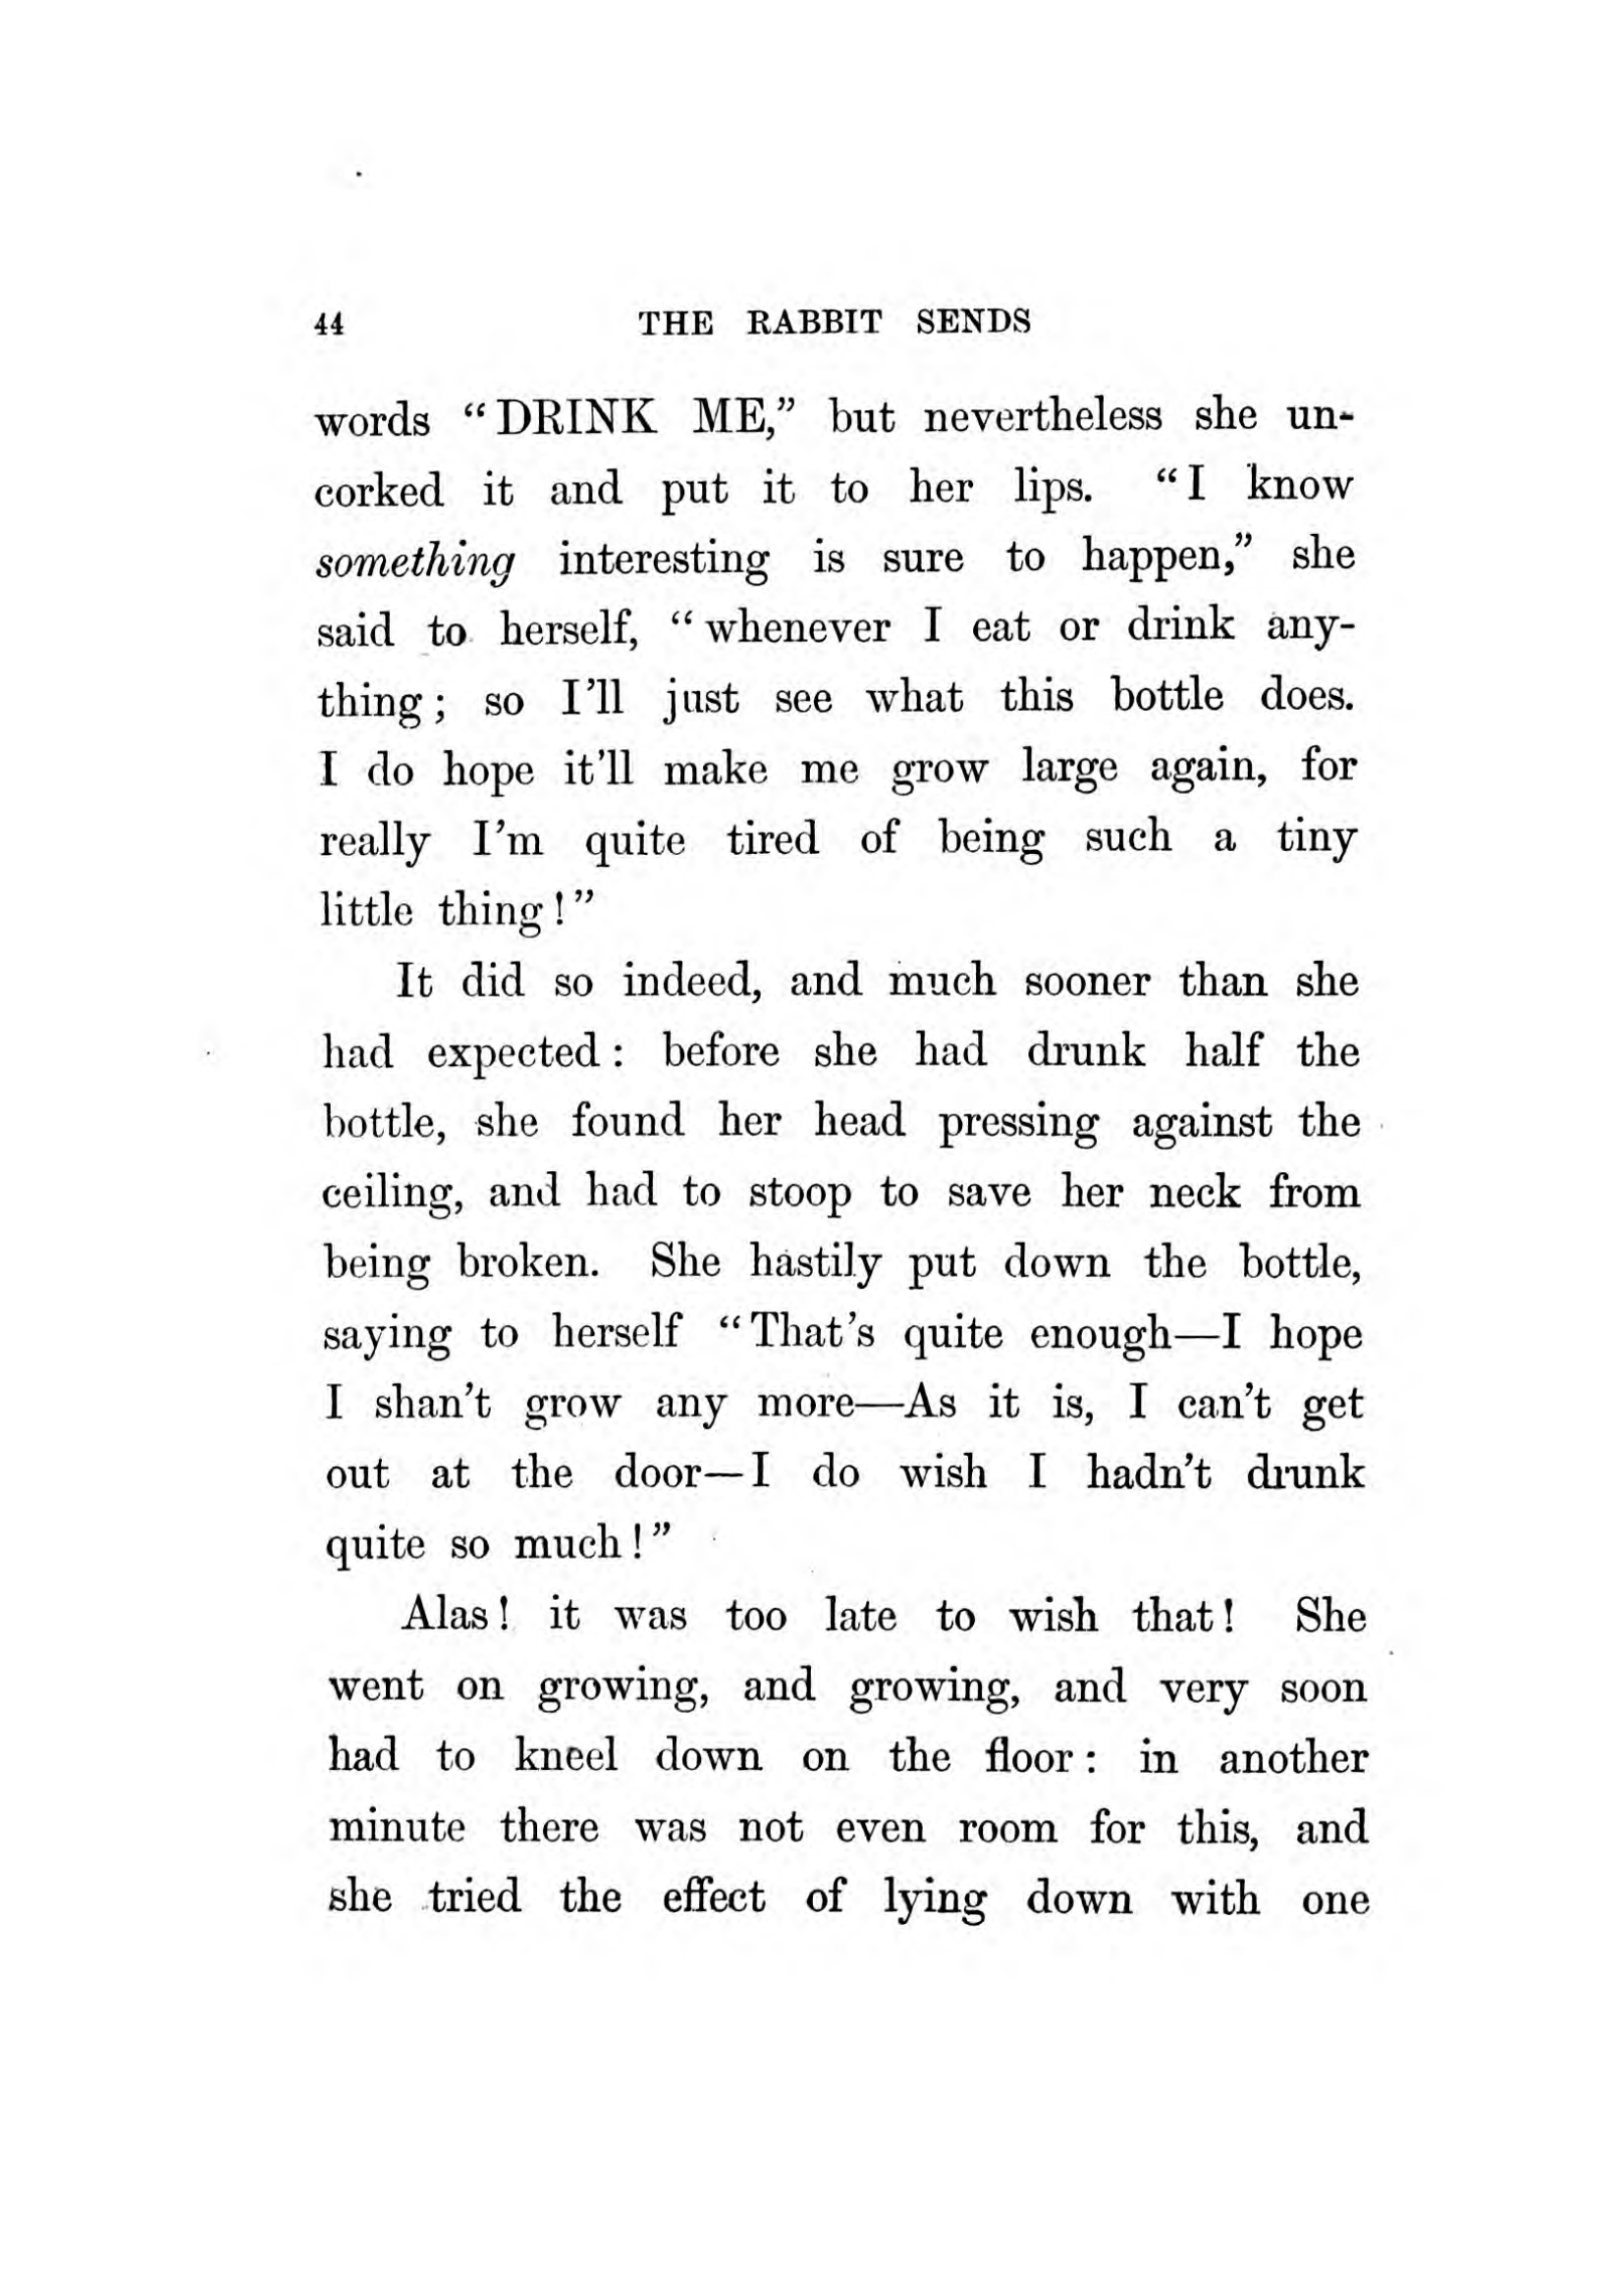 44 THE RABBIT SENDS
words “DRINK ME,” but nevertheless she un-
corked it and put it to her lips. “I know
something interesting is sure to happen,” she
said to herself, “whenever I eat or drink any-
thing; so I’ll just see what this bottle does.
I do hope it’ll make me grow large again, for
really I’m quite tired of being such a tiny
little thing!”
It did so indeed, and much sooner than she
had expected: before she had drunk half the
bottle, she found her head pressing against the
ceiling, and had to stoop to save her neck from
being broken. She hastily put down the bottle,
saying to herself “That’s quite enough—I hope
I shan’t grow any more—As it is, I can’t get
out at the door—I do wish I hadn’t drunk
quite so much!”
Alas! it was too late to wish that! She
went on growing, and growing, and very soon
had to kneel down on the floor: in another
minute there was not even room for this, and
she tried the effect of lying down with one